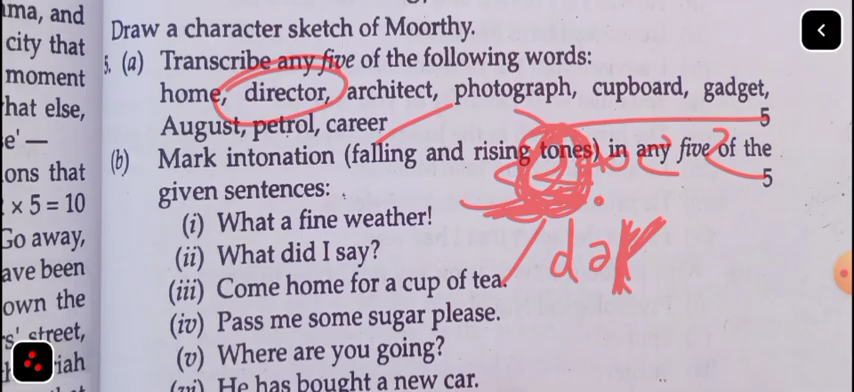 ma, and
city that
moment
hat else,
e' —
ons that
x 5 = 10
Go away,
ave been
own the
s' street,
iah
Draw a character sketch of Moorthy.
5. (a) Transcribe any five of the following words:
home, director, architect, photograph, cupboard, gadget,
August, petrol, career
5
(b) Mark intonation (falling and rising tones) in any five of the
given sentences:
5
(i) What a fine weather!
(ii) What did I say?
(iii) Come home for a cup of tea.
(iv) Pass me some sugar please.
(v) Where are you going?
(vi) He has bought a new car.